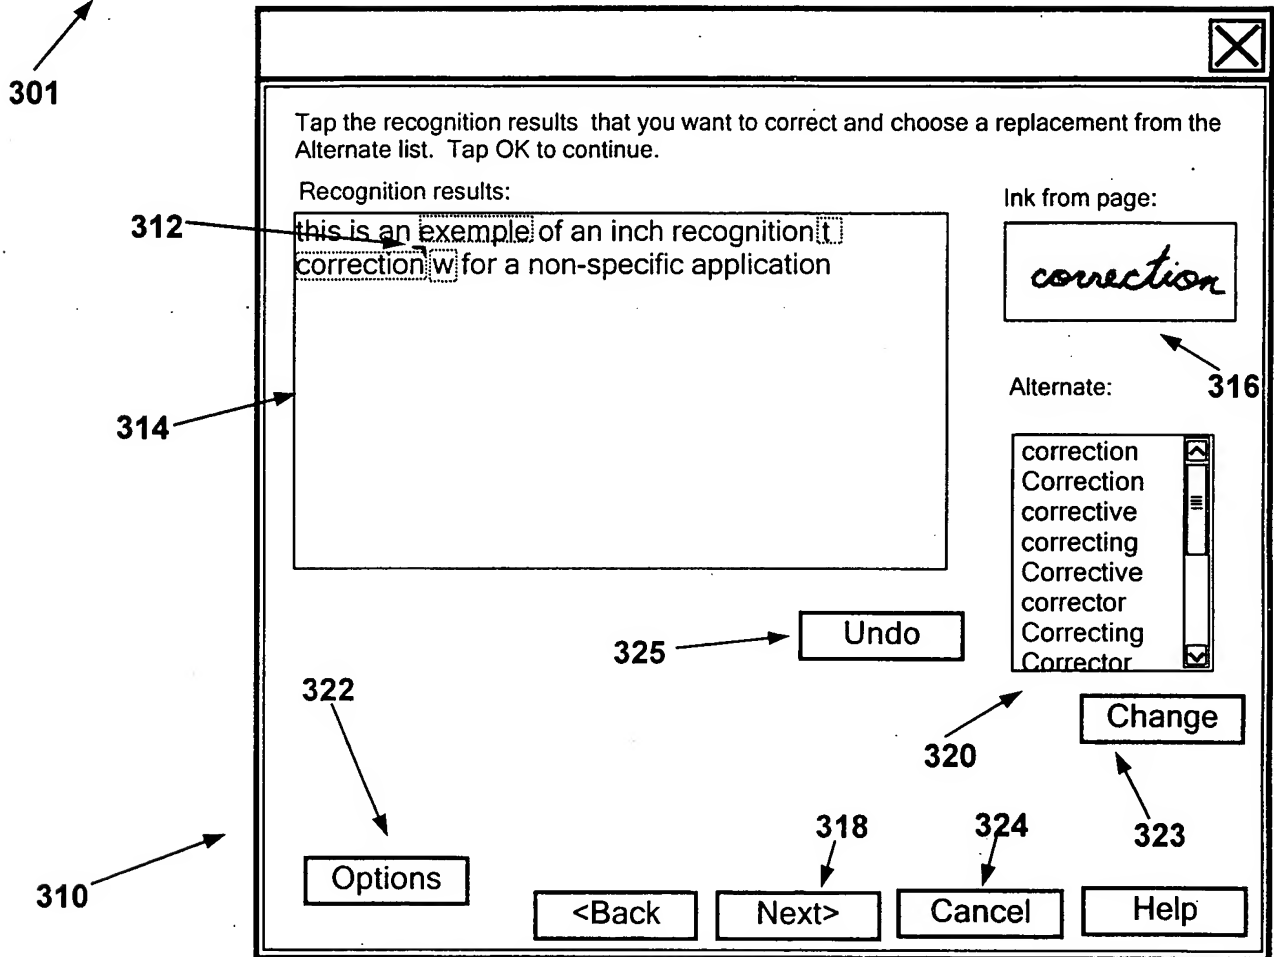 301
Tap the recognition results that you want to correct and choose a replacement from the
Alternate list. Tap OK to continue.
Recognition results:
Ink from page:
312
this is an exemple of an inch recognition t
correction w for a non-specific application
correction
316
314
Alternate:
correction
Correction
corrective
correcting
Corrective
corrector
Correcting
Corrector
325
Undo
322
320
Change
323
318
324
310
Options
<Back
Next>
Cancel
Help